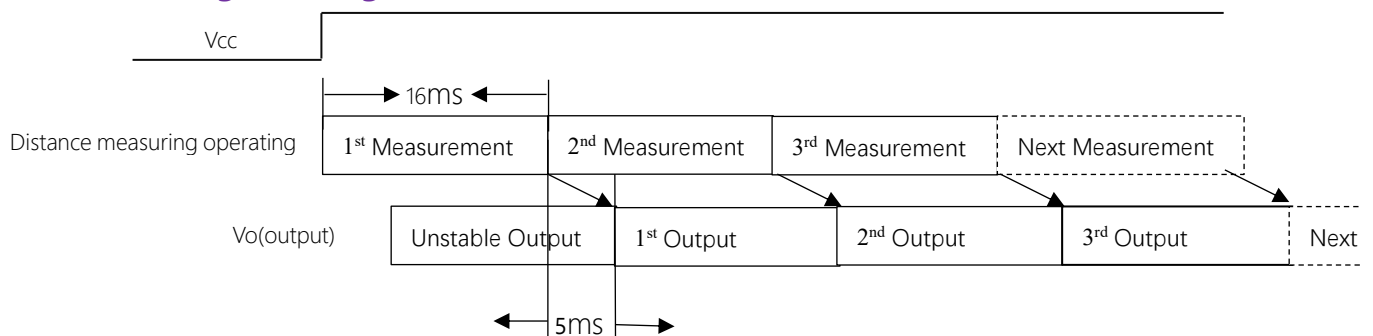 Vcc
16ms
Distance measuring operating
1st Measurement
2nd Measurement
3rd Measurement
Next Measurement
Vo(output)
Unstable Output
1st Output
2nd Output
3rd Output
Next
5ms